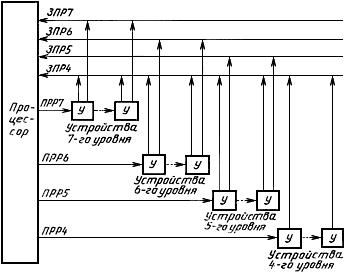 ЗПР7
ЗПР6
ЗПР5
ЗПР4
Про-
цес-
сор
ПРР7
У
У
Устройства
7-го уровня
ПРР6
У
У
Устройства
6-го уровня
ПРР5
У
У
Устройства
5-го уровня
ПРР4
У
У
Устройства
4-го уровня